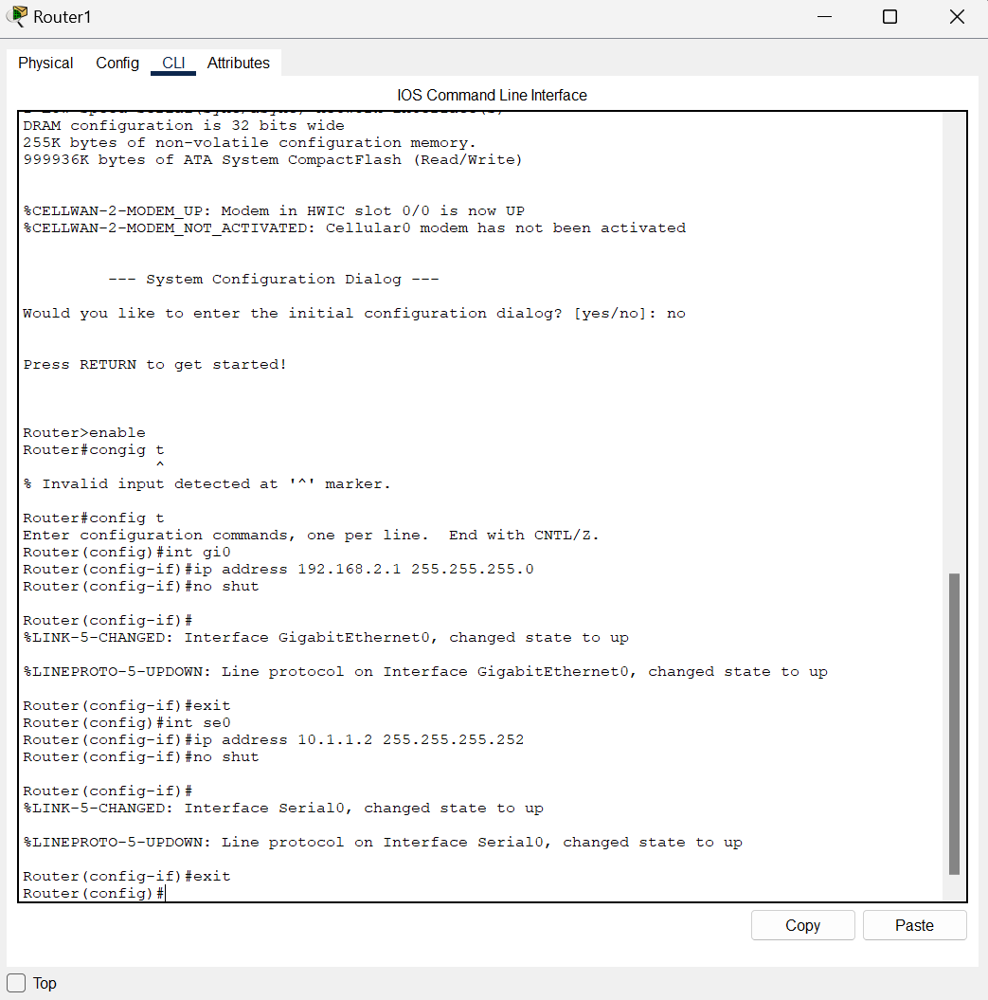 Router1
Physical Config CLI Attributes
IOS Command Line Interface
DRAM configuration is 32 bits wide
255K bytes of non-volatile configuration memory.
999936K bytes of ATA System CompactFlash (Read/Write)
%CELLWAN-2-MODEM_UP: Modem in HWIC slot 0/0 is now UP
%CELLWAN-2-MODEM_NOT_ACTIVATED: Cellular0 modem has not been activated
--- System Configuration Dialog ---
Would you like to enter the initial configuration dialog? [yes/no]: no
Press RETURN to get started!
Router>enable
Router#congig t
^
% Invalid input detected at '^' marker.
Router#config t
Enter configuration commands, one per line.  End with CNTL/Z.
Router(config)#int gi0
Router(config-if)#ip address 192.168.2.1 255.255.255.0
Router(config-if)#no shut
Router(config-if)#
%LINK-5-CHANGED: Interface GigabitEthernet0, changed state to up
%LINEPROTO-5-UPDOWN: Line protocol on Interface GigabitEthernet0, changed state to up
Router(config-if)#exit
Router(config)#int se0
Router(config-if)#ip address 10.1.1.2 255.255.255.252
Router(config-if)#no shut
Router(config-if)#
%LINK-5-CHANGED: Interface Serial0, changed state to up
%LINEPROTO-5-UPDOWN: Line protocol on Interface Serial0, changed state to up
Router(config-if)#exit
Router(config)#
Copy Paste
Top